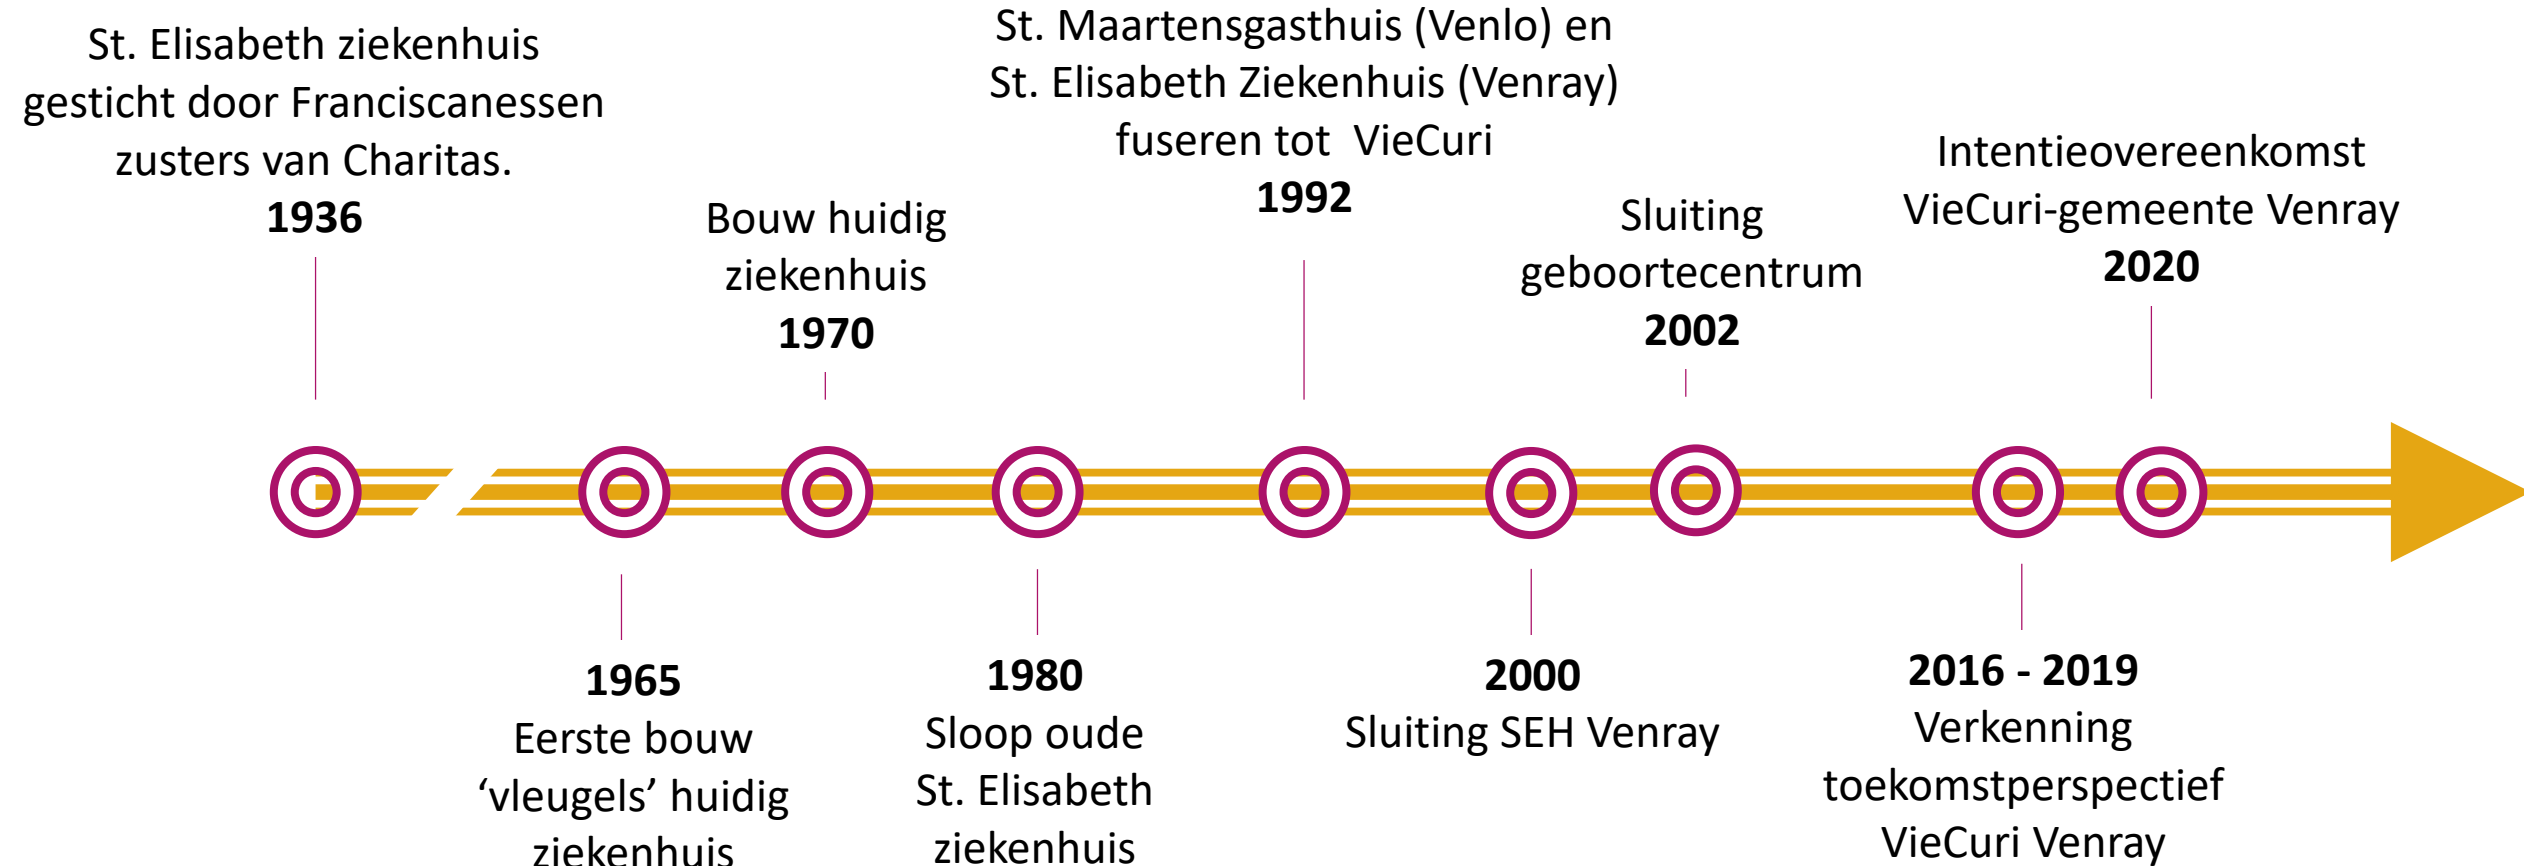 St. Elisabeth ziekenhuis
gesticht door Franciscanessen
zusters van Charitas.
1936
1965
Eerste bouw
‘vleugels’ huidig
ziekenhuis
Bouw huidig
ziekenhuis
1970
1980
Sloop oude
St. Elisabeth
ziekenhuis
St. Maartensgasthuis (Venlo) en
St. Elisabeth Ziekenhuis (Venray)
fuseren tot VieCuri
1992
2000
Sluiting SEH Venray
Sluiting
geboortecentrum
2002
2016 - 2019
Verkenning
toekomstperspectief
VieCuri Venray
Intentieovereenkomst
VieCuri-gemeente Venray
2020